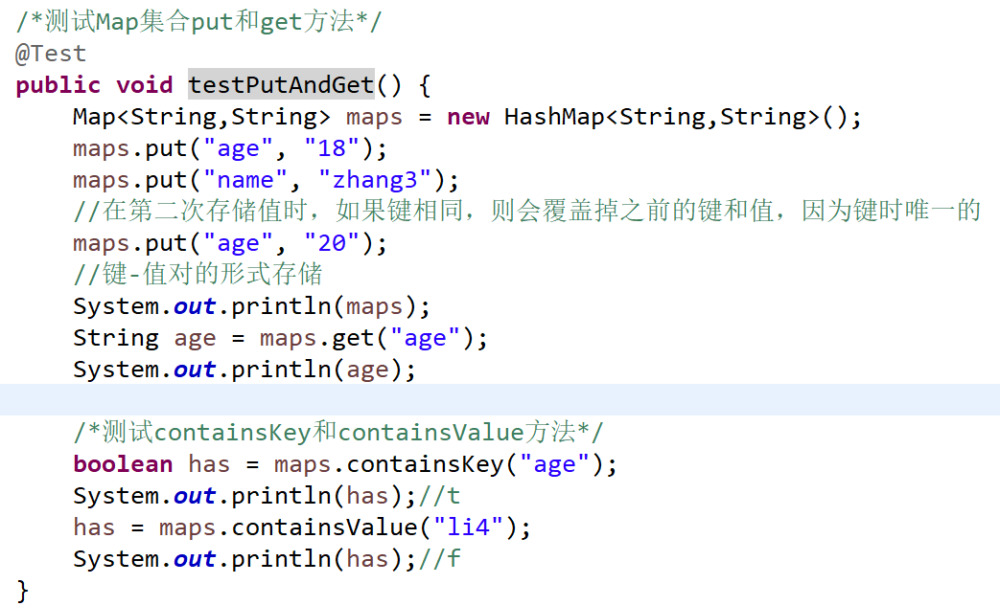 /*测试Map集合put和get方法*/
@Test
public void testPutAndGet() {
    Map<String,String> maps = new HashMap<String,String>();
    maps.put("age", "18");
    maps.put("name", "zhang3");
    //在第二次存储值时，如果键相同，则会覆盖掉之前的键和值，因为键时唯一的
    maps.put("age", "20");
    //键-值对的形式存储
    System.out.println(maps);
    String age = maps.get("age");
    System.out.println(age);
    /*测试containsKey和containsValue方法*/
    boolean has = maps.containsKey("age");
    System.out.println(has);//t
    has = maps.containsValue("li4");
    System.out.println(has);//f
}